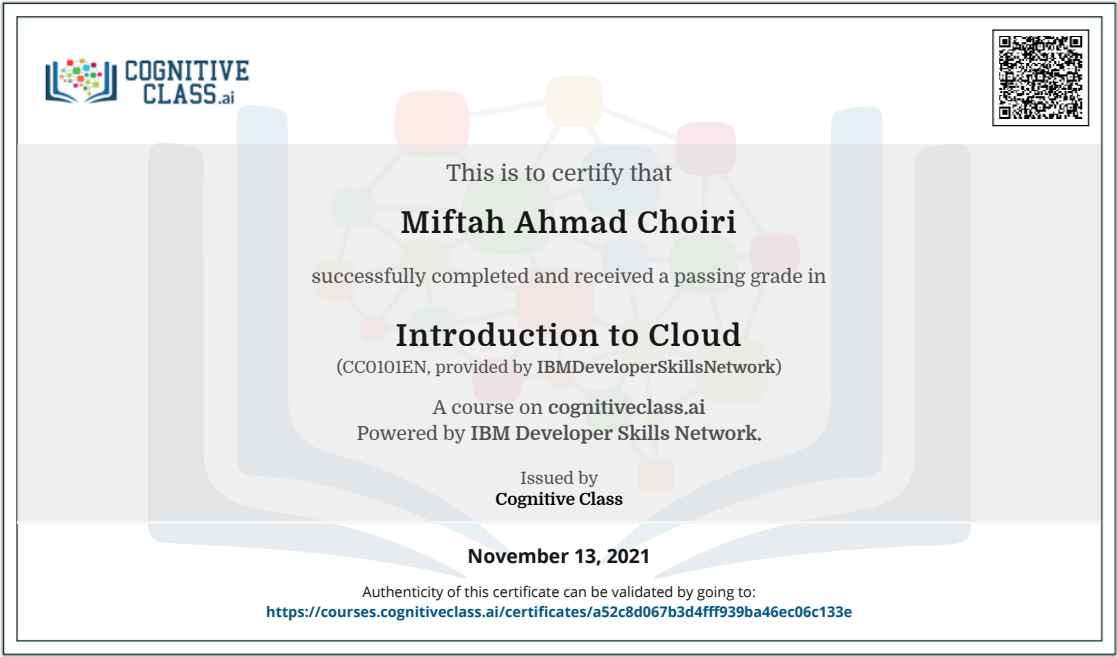 COGNITIVE
CLASS.ai
This is to certify that
Miftah Ahmad Choiri
successfully completed and received a passing grade in
Introduction to Cloud
(CC0101EN, provided by IBMDeveloperSkillsNetwork)
A course on cognitiveclass.ai
Powered by IBM Developer Skills Network.
Issued by
Cognitive Class
November 13, 2021
Authenticity of this certificate can be validated by going to:
https://courses.cognitiveclass.ai/certificates/a52c8d067b3d4fff939ba46ec06c133e